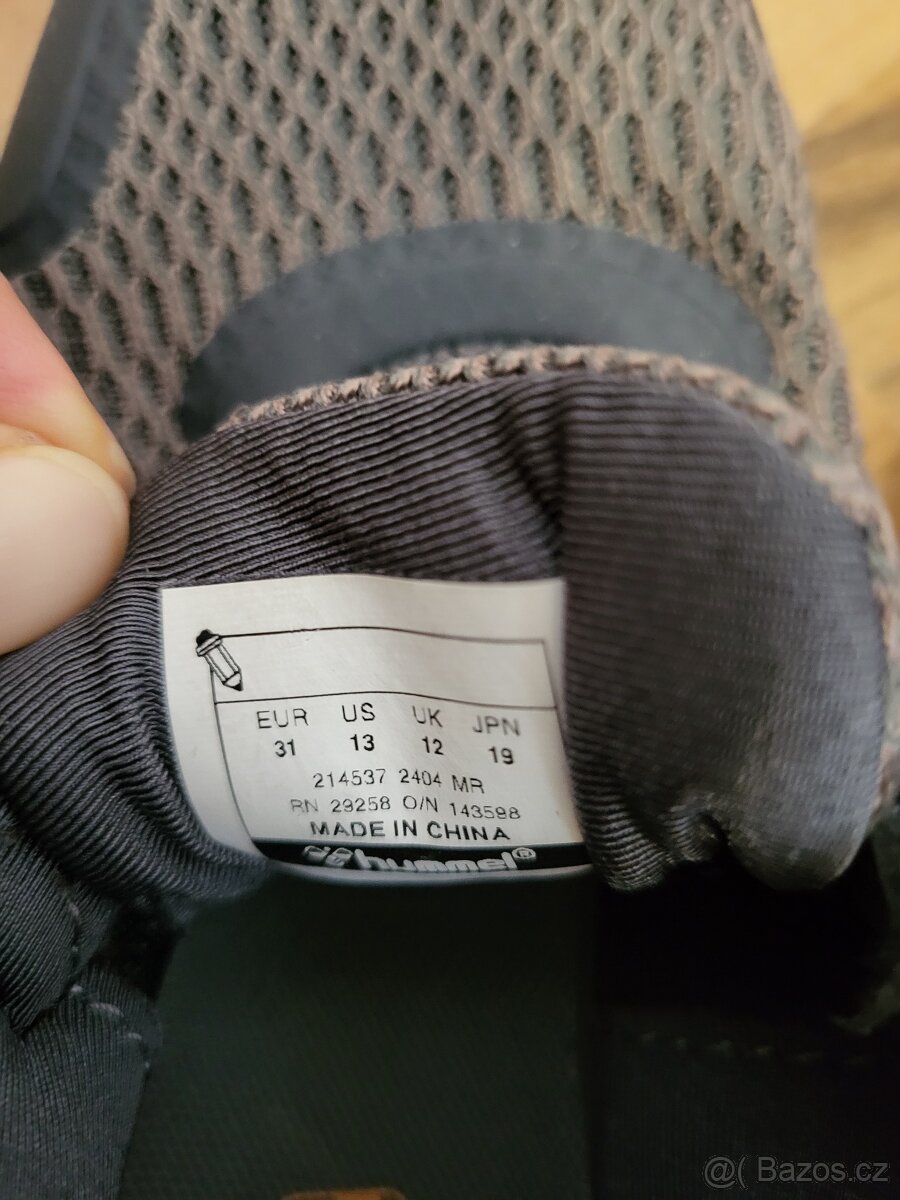 EUR US UK JPN
31 13 12 19
214537 2404 MR
RN 29258 O/N 143598
MADE IN CHINA
hummel®
@( Bazos.cz